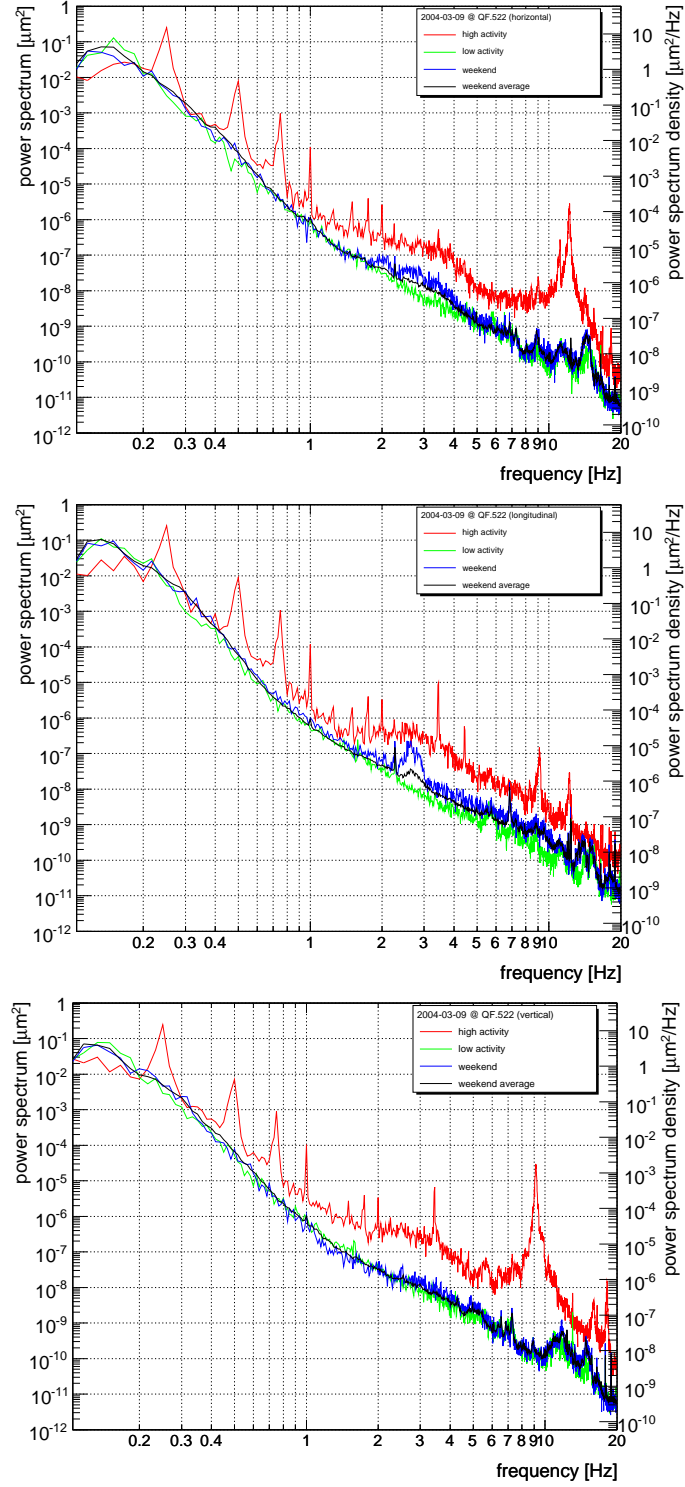 2004-03-09 @ QF.522 (horizontal)
high activity
low activity
weekend
weekend average
power spectrum [μm²]
power spectrum density [μm²/Hz]
1
10⁻¹
10⁻²
10⁻³
10⁻⁴
10⁻⁵
10⁻⁶
10⁻⁷
10⁻⁸
10⁻⁹
10⁻¹⁰
10⁻¹¹
10⁻¹²
10
1
10⁻¹
10⁻²
10⁻³
10⁻⁴
10⁻⁵
10⁻⁶
10⁻⁷
10⁻⁸
10⁻⁹
10⁻¹⁰
0.2 0.3 0.4 1 2 3 4 5 6 7 8 910 20
frequency [Hz]
2004-03-09 @ QF.522 (longitudinal)
high activity
low activity
weekend
weekend average
power spectrum [μm²]
power spectrum density [μm²/Hz]
1
10⁻¹
10⁻²
10⁻³
10⁻⁴
10⁻⁵
10⁻⁶
10⁻⁷
10⁻⁸
10⁻⁹
10⁻¹⁰
10⁻¹¹
10⁻¹²
10
1
10⁻¹
10⁻²
10⁻³
10⁻⁴
10⁻⁵
10⁻⁶
10⁻⁷
10⁻⁸
10⁻⁹
10⁻¹⁰
0.2 0.3 0.4 1 2 3 4 5 6 7 8 910 20
frequency [Hz]
2004-03-09 @ QF.522 (vertical)
high activity
low activity
weekend
weekend average
power spectrum [μm²]
power spectrum density [μm²/Hz]
1
10⁻¹
10⁻²
10⁻³
10⁻⁴
10⁻⁵
10⁻⁶
10⁻⁷
10⁻⁸
10⁻⁹
10⁻¹⁰
10⁻¹¹
10⁻¹²
10
1
10⁻¹
10⁻²
10⁻³
10⁻⁴
10⁻⁵
10⁻⁶
10⁻⁷
10⁻⁸
10⁻⁹
10⁻¹⁰
0.2 0.3 0.4 1 2 3 4 5 6 7 8 910 20
frequency [Hz]